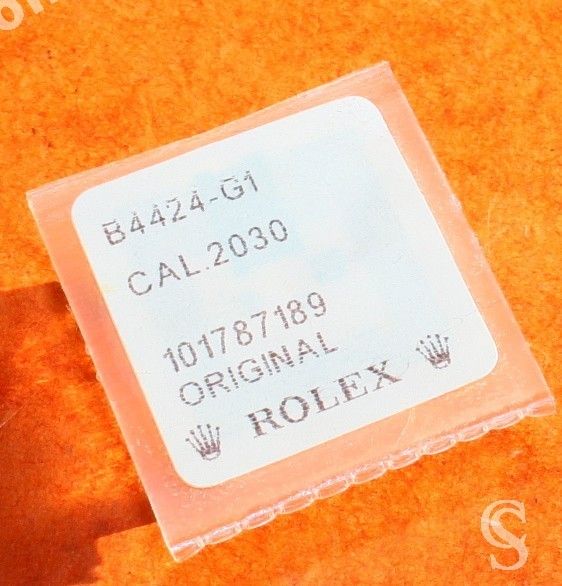 B4424-G1
CAL.2030
101787189
ORIGINAL
ROLEX